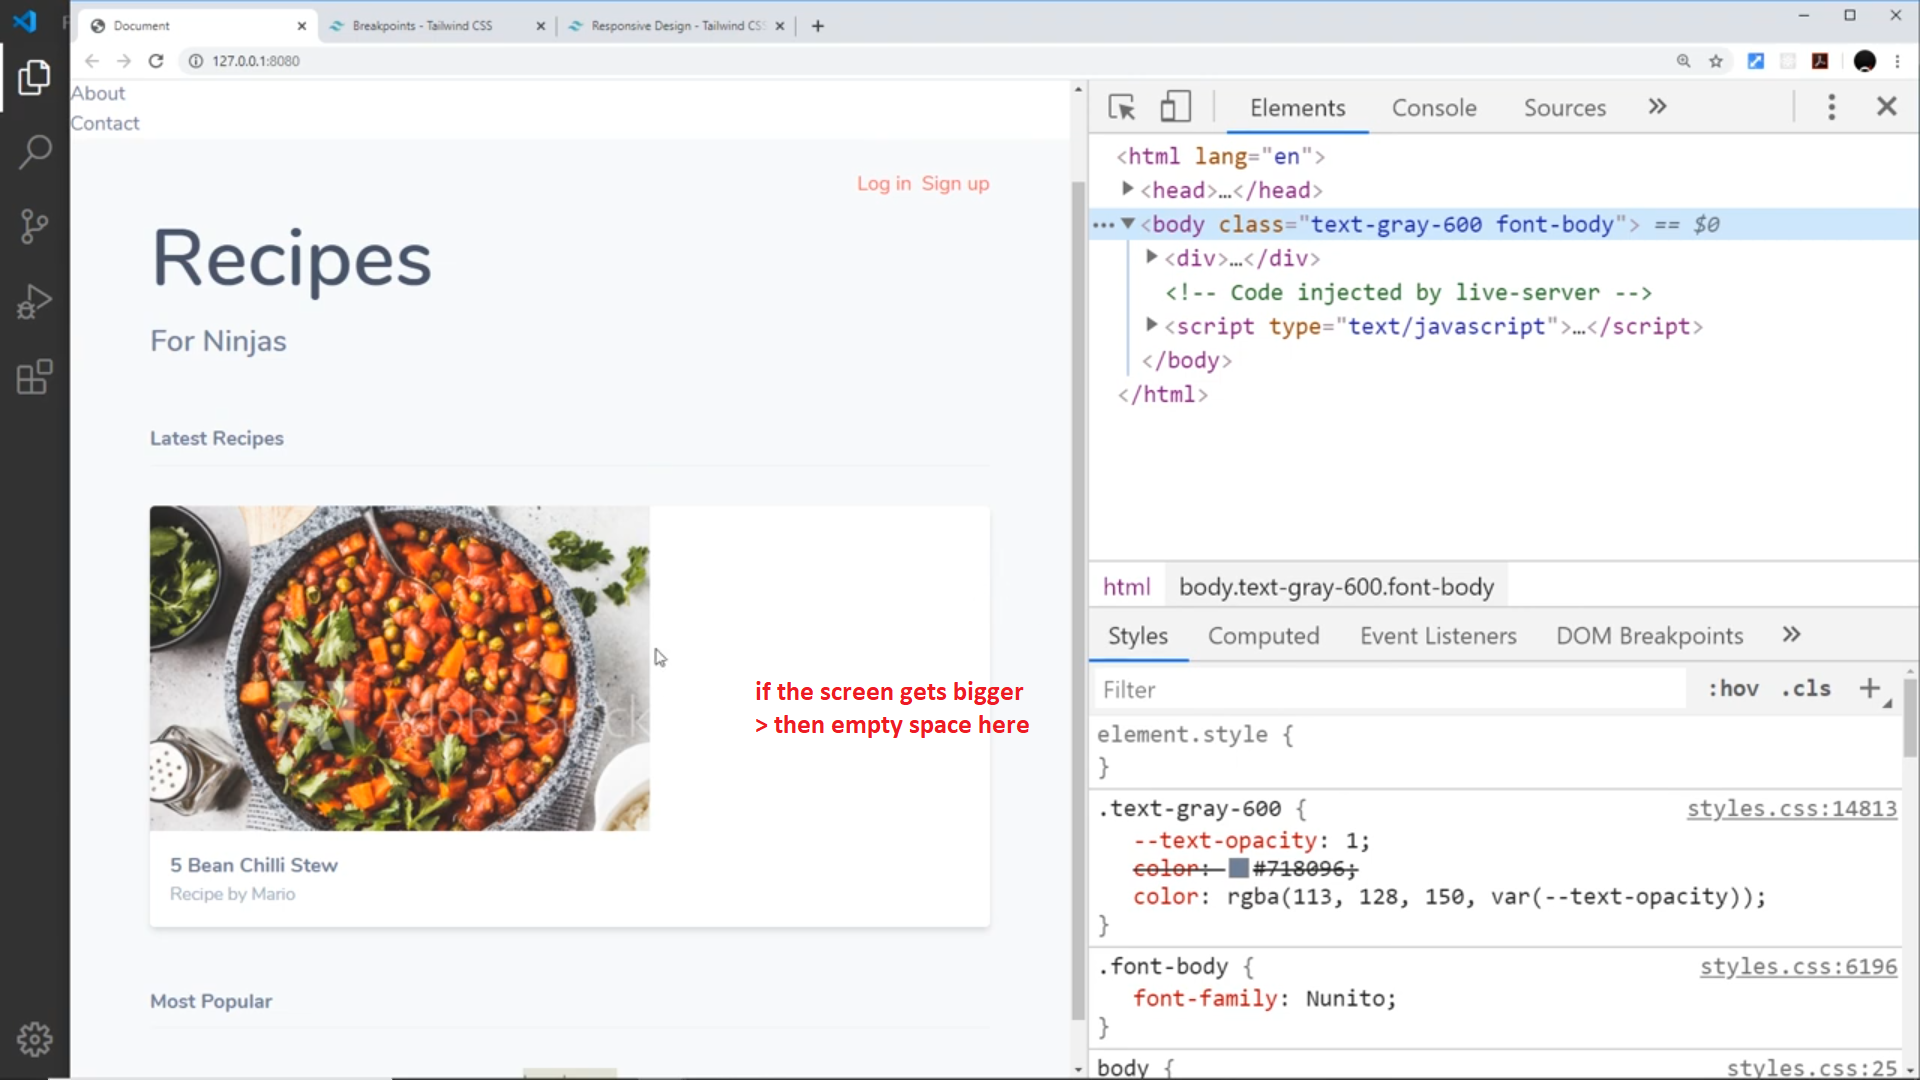 Document
Breakpoints - Tailwind CSS
Responsive Design - Tailwind CS
127.0.0.1:8080
About
Contact
Log in Sign up
Recipes
For Ninjas
Latest Recipes
Adobe Stock
if the screen gets bigger
> then empty space here
5 Bean Chilli Stew
Recipe by Mario
Most Popular
Elements Console Sources »
<html lang="en">
<head>…</head>
<body class="text-gray-600 font-body"> == $0
<div>…</div>
<!-- Code injected by live-server -->
<script type="text/javascript">…</script>
</body>
</html>
html body.text-gray-600.font-body
Styles Computed Event Listeners DOM Breakpoints »
Filter :hov .cls +
element.style {
}
.text-gray-600 { styles.css:14813
--text-opacity: 1;
color: #718096;
color: rgba(113, 128, 150, var(--text-opacity));
}
.font-body { styles.css:6196
font-family: Nunito;
}
body { styles.css:25